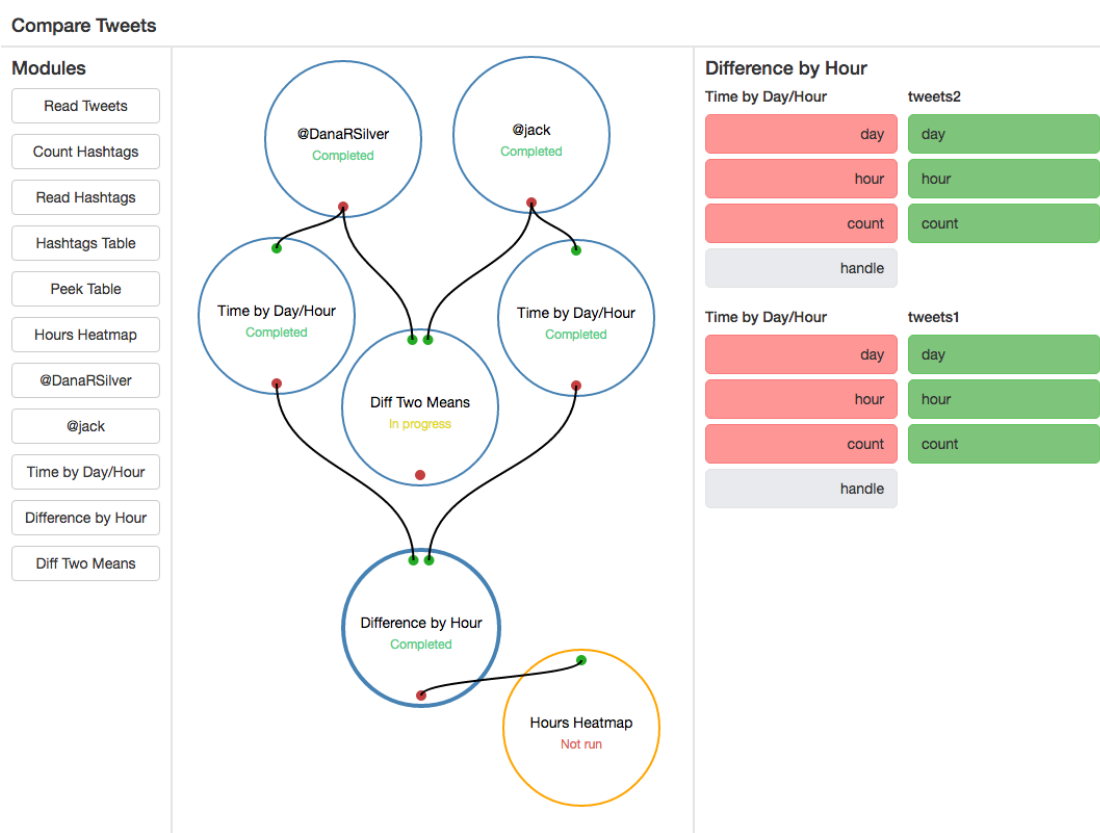 Compare Tweets
Modules
Read Tweets
Count Hashtags
Read Hashtags
Hashtags Table
Peek Table
Hours Heatmap
@DanaRSilver
@jack
Time by Day/Hour
Difference by Hour
Diff Two Means
@DanaRSilver
Completed
@jack
Completed
Time by Day/Hour
Completed
Time by Day/Hour
Completed
Diff Two Means
In progress
Difference by Hour
Completed
Hours Heatmap
Not run
Difference by Hour
Time by Day/Hour tweets2
day day
hour hour
count count
handle
Time by Day/Hour tweets1
day day
hour hour
count count
handle